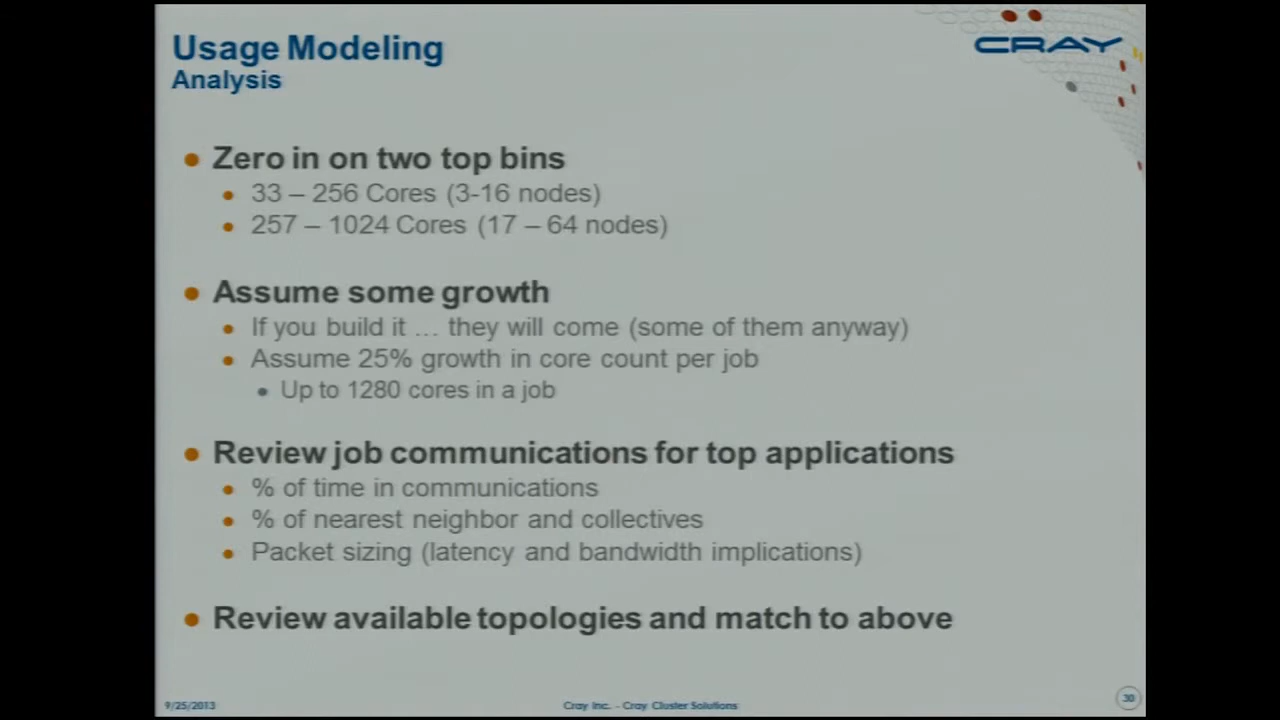 Usage Modeling
Analysis
CRAY
Zero in on two top bins
33 – 256 Cores (3-16 nodes)
257 – 1024 Cores (17 – 64 nodes)
Assume some growth
If you build it … they will come (some of them anyway)
Assume 25% growth in core count per job
Up to 1280 cores in a job
Review job communications for top applications
% of time in communications
% of nearest neighbor and collectives
Packet sizing (latency and bandwidth implications)
Review available topologies and match to above
9/25/2013
Cray Inc. - Cray Cluster Solutions
30